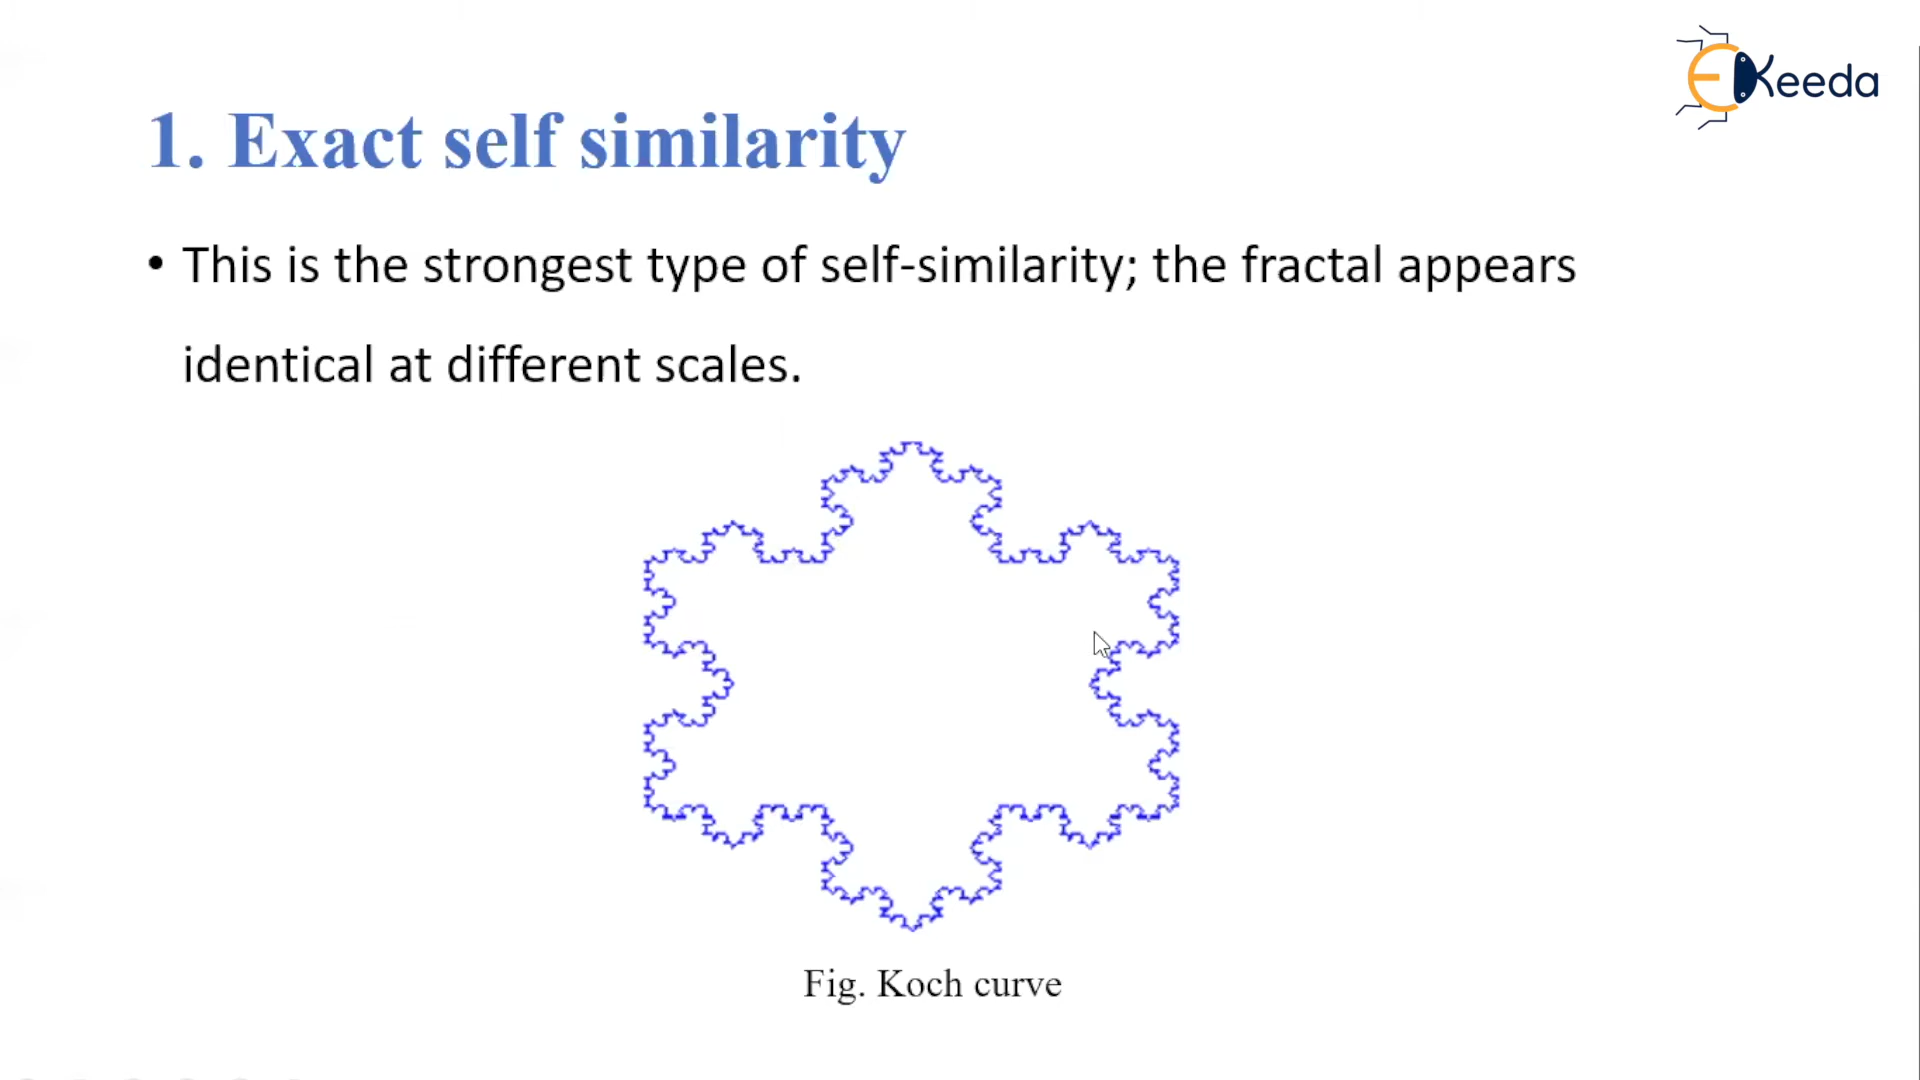 EKeeda
1. Exact self similarity
• This is the strongest type of self-similarity; the fractal appears
identical at different scales.
Fig. Koch curve